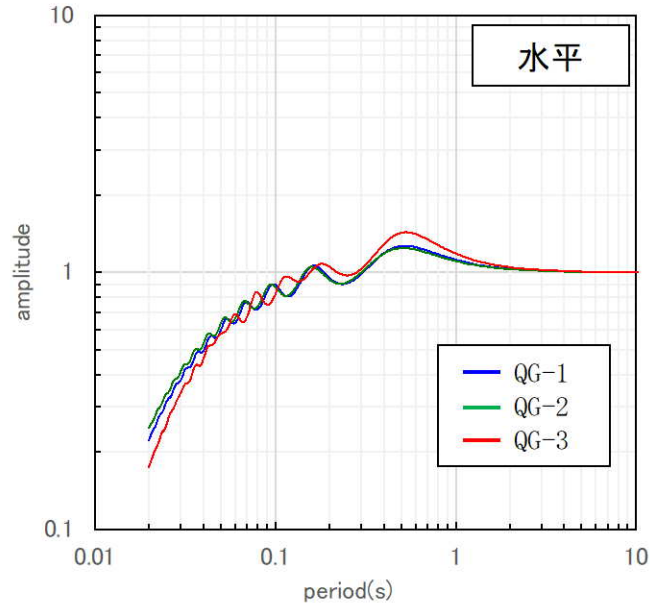 10
水平
amplitude
1
QG-1
QG-2
QG-3
0.1
0.01 0.1 1 10
period(s)